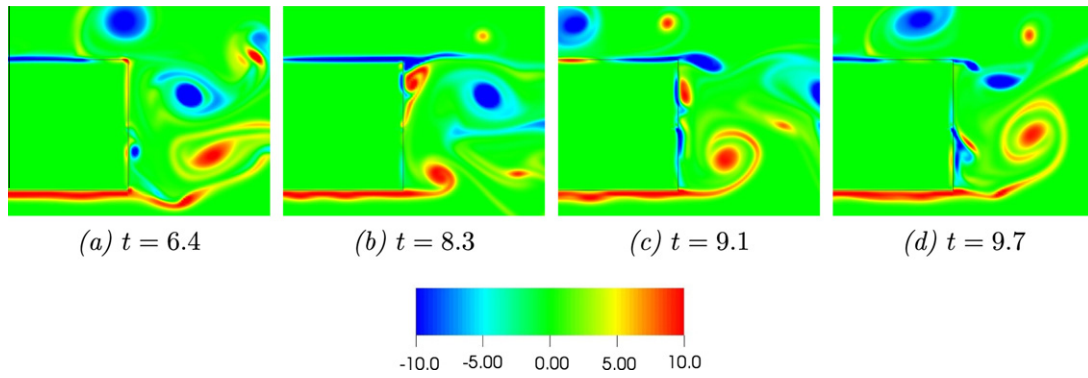 (a) t = 6.4
(b) t = 8.3
(c) t = 9.1
(d) t = 9.7
-10.0 -5.00 0.00 5.00 10.0